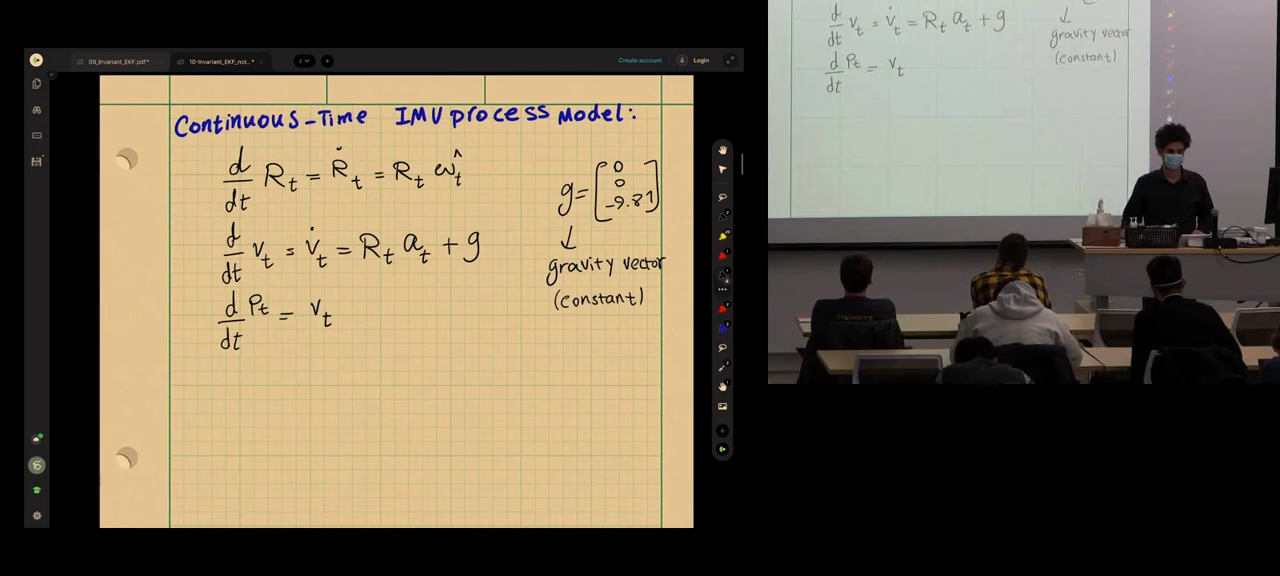 09_Invariant_EKF.pdf*
10-Invariant_EKF_not...*
Create account
Login
Continuous-Time IMU process Model:
d/dt R_t = Ṙ_t = R_t ω_t^
g = [0 0 -9.81]
d/dt v_t = v̇_t = R_t a_t + g
↓
gravity vector
(constant)
d/dt p_t = v_t
d/dt v_t = v̇_t = R_t a_t + g
↓
gravity vector
(constant)
d/dt p_t = v_t
Engineering